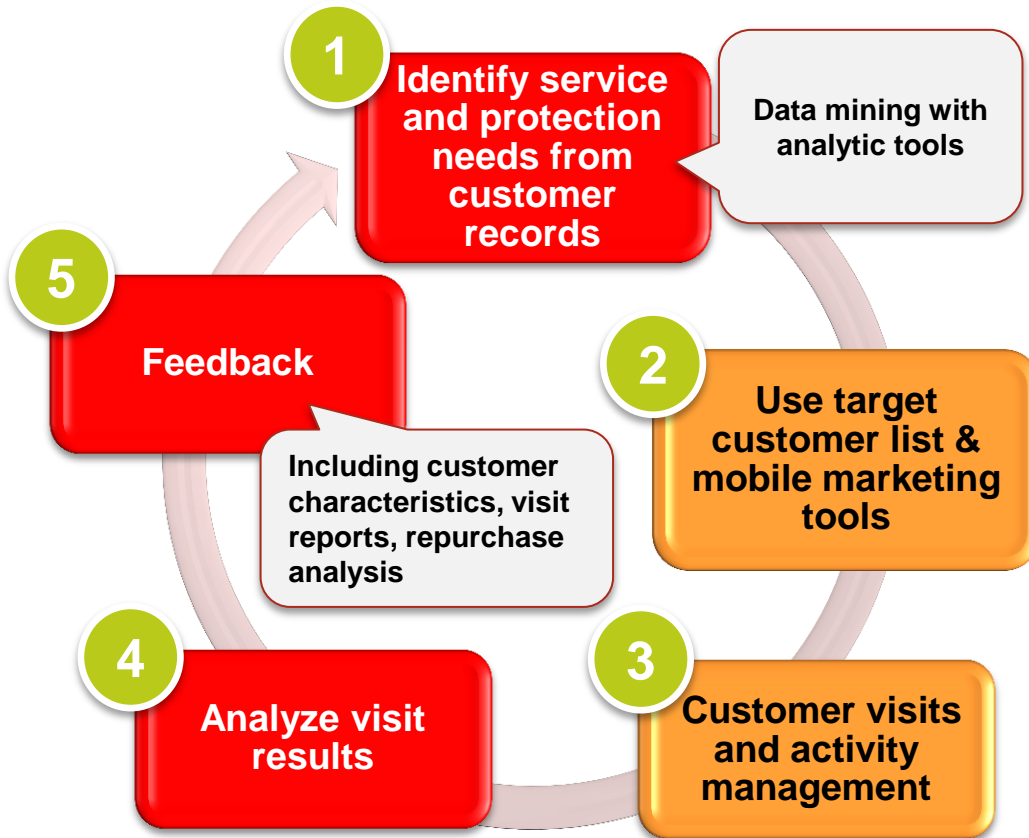 1
Identify service
and protection
needs from
customer
records
Data mining with
analytic tools
2
Use target
customer list &
mobile marketing
tools
3
Customer visits
and activity
management
4
Analyze visit
results
5
Feedback
Including customer
characteristics, visit
reports, repurchase
analysis